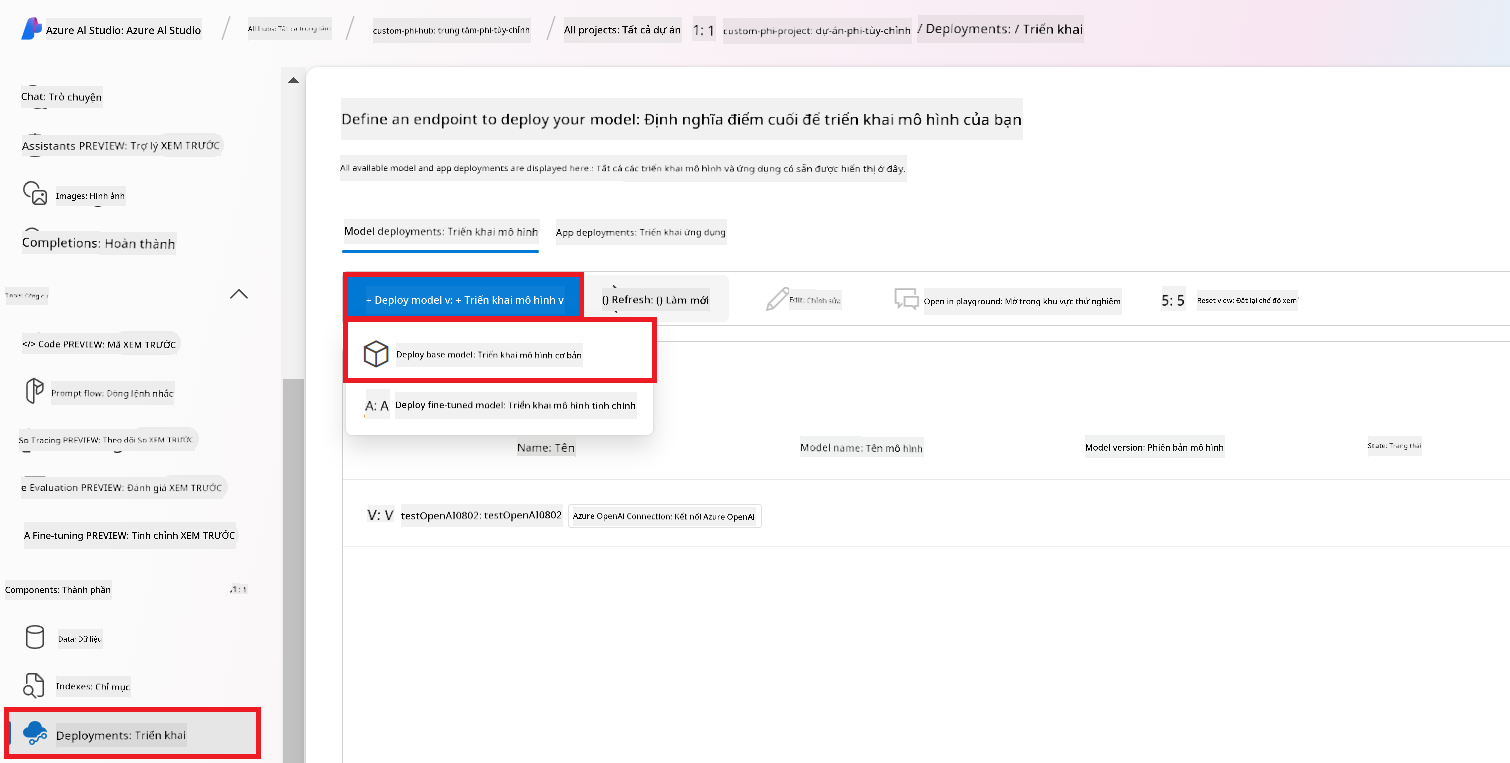 Azure AI Studio: Azure AI Studio / All hubs: Tất cả trung tâm / custom-phi-hub: trung tâm-phi-tùy-chỉnh / All projects: Tất cả dự án 1: 1 custom-phi-project: dự-án-phi-tùy-chỉnh / Deployments: / Triển khai
Chat: Trò chuyện
Assistants PREVIEW: Trợ lý XEM TRƯỚC
Images: Hình ảnh
Completions: Hoàn thành
Tools: Công cụ
</> Code PREVIEW: Mã XEM TRƯỚC
Prompt flow: Dòng lệnh nhắc
So Tracing PREVIEW: Theo dõi So XEM TRƯỚC
e Evaluation PREVIEW: Đánh giá XEM TRƯỚC
A Fine-tuning PREVIEW: Tinh chỉnh XEM TRƯỚC
Components: Thành phần
1: 1
Data: Dữ liệu
Indexes: Chỉ mục
Deployments: Triển khai
Define an endpoint to deploy your model: Định nghĩa điểm cuối để triển khai mô hình của bạn
All available model and app deployments are displayed here.: Tất cả các triển khai mô hình và ứng dụng có sẵn được hiển thị ở đây.
Model deployments: Triển khai mô hình
App deployments: Triển khai ứng dụng
+ Deploy model v: + Triển khai mô hình v
() Refresh: () Làm mới
Edit: Chỉnh sửa
Open in playground: Mở trong khu vực thử nghiệm
5: 5
Reset view: Đặt lại chế độ xem
Deploy base model: Triển khai mô hình cơ bản
A: A Deploy fine-tuned model: Triển khai mô hình tinh chỉnh
Name: Tên
Model name: Tên mô hình
Model version: Phiên bản mô hình
State: Trạng thái
V: V testOpenAI0802: testOpenAI0802 Azure OpenAI Connection: Kết nối Azure OpenAI